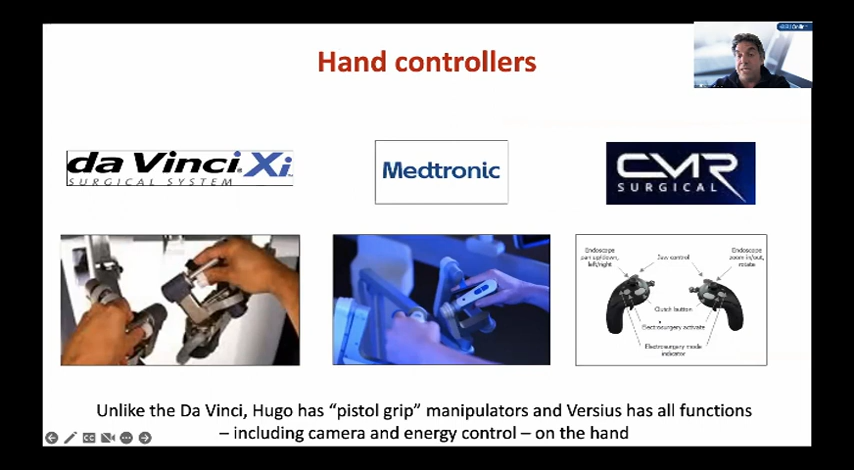 Hand controllers
da Vinci Xi
SURGICAL SYSTEM
Medtronic
CMR
SURGICAL
Endoscope
pan up/down,
left/right
Jaw control
Endoscope
zoom in/out,
rotate
Clutch button
Electrosurgery activate
Electrosurgery mode
indicator
Unlike the Da Vinci, Hugo has “pistol grip” manipulators and Versius has all functions
– including camera and energy control – on the hand